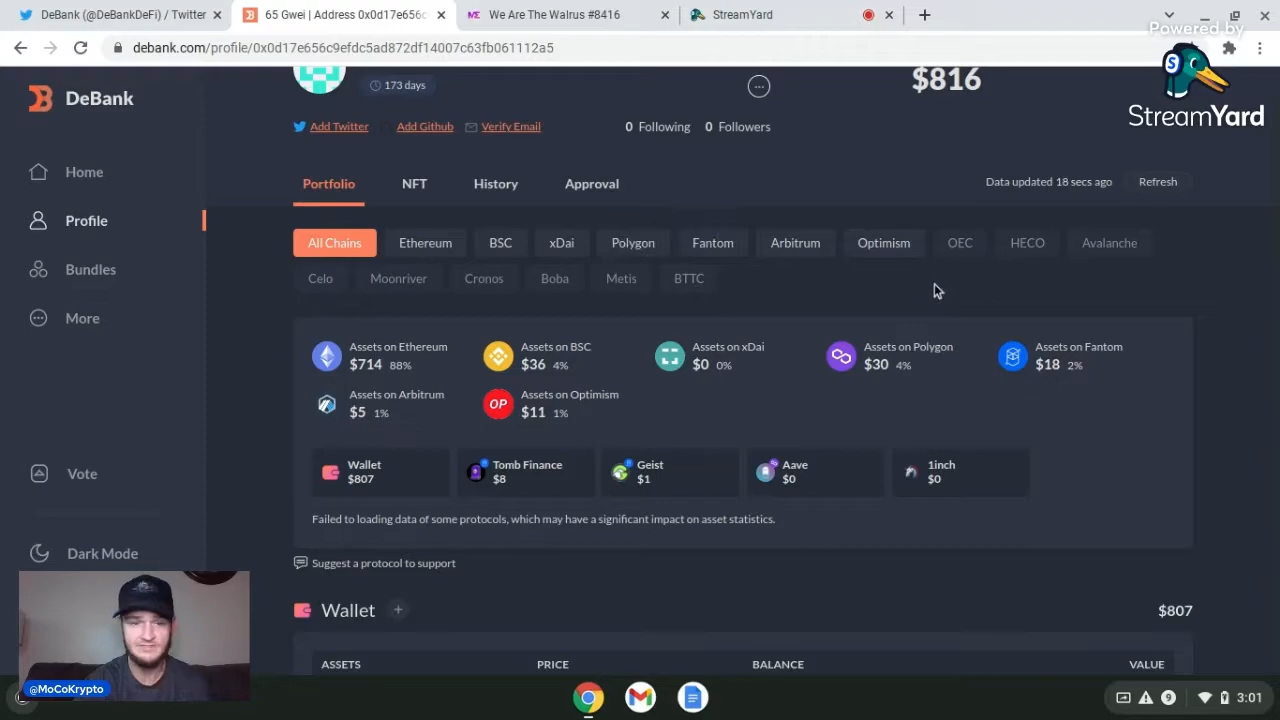 DeBank (@DeBankDeFi) / Twitter
65 Gwei | Address 0x0d17e656c
We Are The Walrus #8416
StreamYard
debank.com/profile/0x0d17e656c9efdc5ad872df14007c63fb061112a5
Powered by
StreamYard
DeBank
173 days
$816
Add Twitter
Add Github
Verify Email
0 Following
0 Followers
Home
Profile
Bundles
More
Vote
Dark Mode
Portfolio
NFT
History
Approval
Data updated 18 secs ago
Refresh
All Chains
Ethereum
BSC
xDai
Polygon
Fantom
Arbitrum
Optimism
OEC
HECO
Avalanche
Celo
Moonriver
Cronos
Boba
Metis
BTTC
Assets on Ethereum
$714 88%
Assets on BSC
$36 4%
Assets on xDai
$0 0%
Assets on Polygon
$30 4%
Assets on Fantom
$18 2%
Assets on Arbitrum
$5 1%
OP
Assets on Optimism
$11 1%
Wallet
$807
Tomb Finance
$8
Geist
$1
Aave
$0
1inch
$0
Failed to loading data of some protocols, which may have a significant impact on asset statistics.
Suggest a protocol to support
Wallet
$807
ASSETS
PRICE
BALANCE
VALUE
@MoCoKrypto
9
3:01